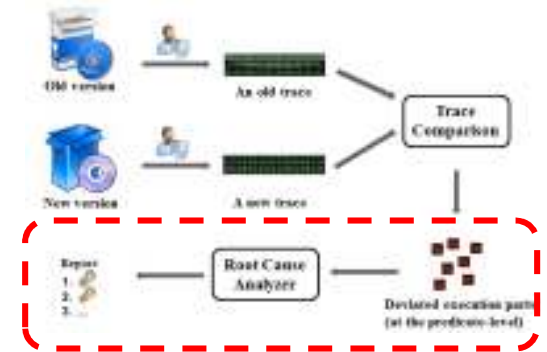 Old version
An old trace
Trace
Comparison
New version
A new trace
Root Cause
Analyzer
1.
2.
3. ...
Deviated execution parts
(at the predicate-level)